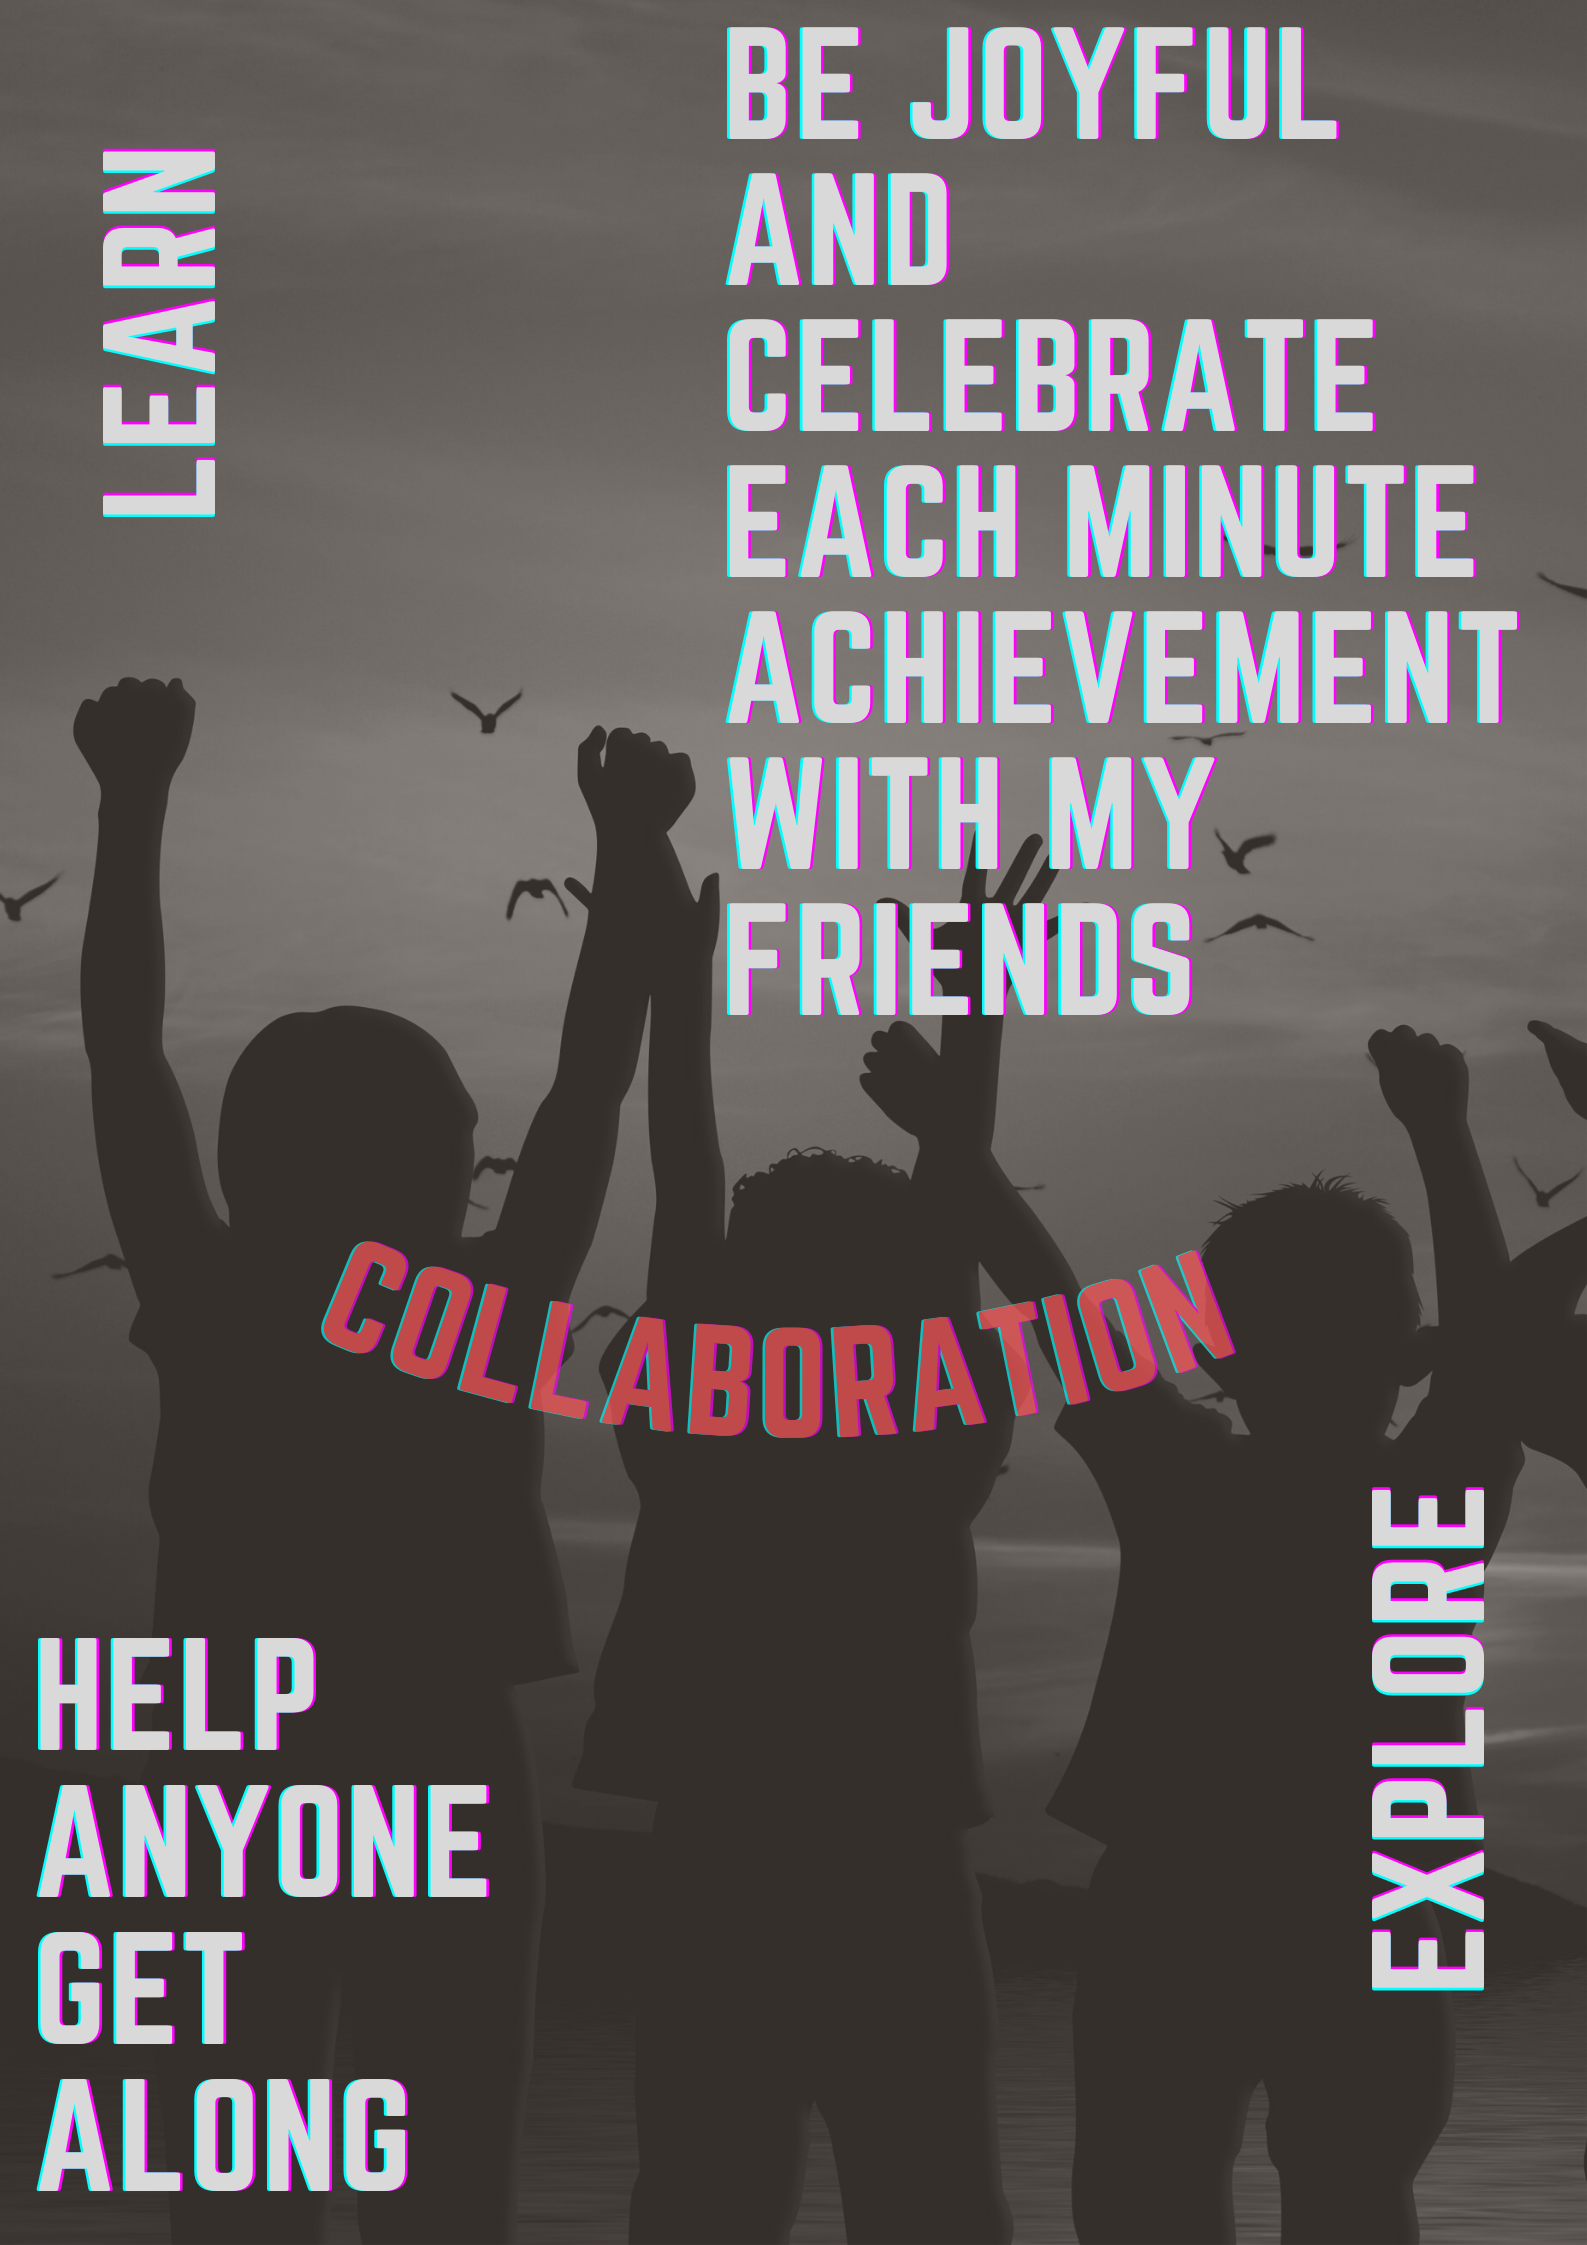 LEARN
BE JOYFUL
AND
CELEBRATE
EACH MINUTE
ACHIEVEMENT
WITH MY
FRIENDS
COLLABORATION
EXPLORE
HELP
ANYONE
GET
ALONG